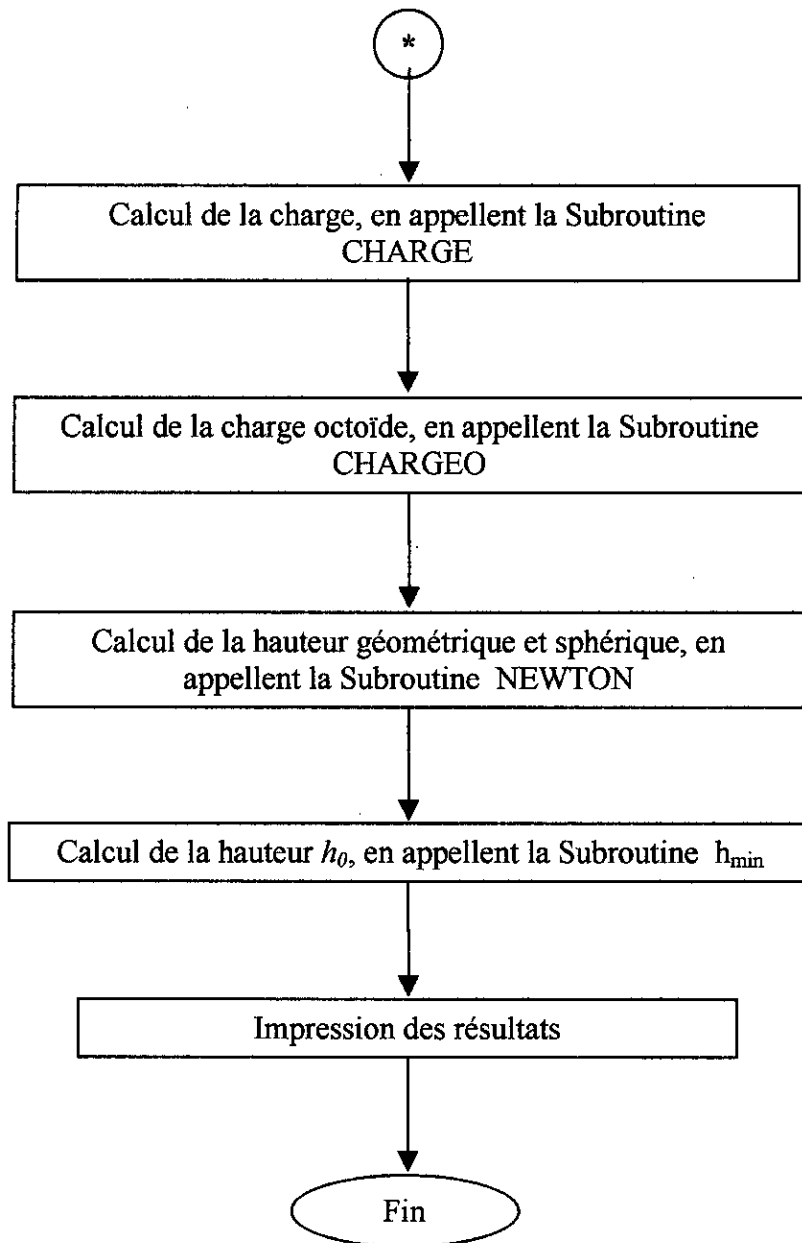 *
Calcul de la charge, en appellent la Subroutine
CHARGE
Calcul de la charge octoïde, en appellent la Subroutine
CHARGEO
Calcul de la hauteur géométrique et sphérique, en
appellent la Subroutine NEWTON
Calcul de la hauteur h₀, en appellent la Subroutine hmin
Impression des résultats
Fin